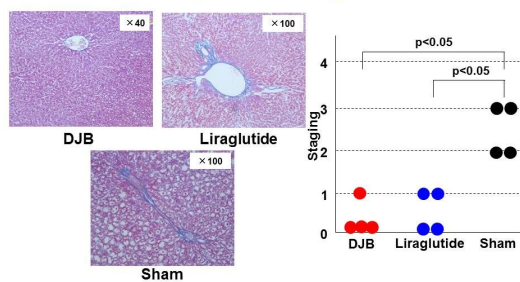 ×40
×100
DJB
Liraglutide
×100
Sham
p<0.05
p<0.05
Staging
4
3
2
1
0
DJB
Liraglutide
Sham